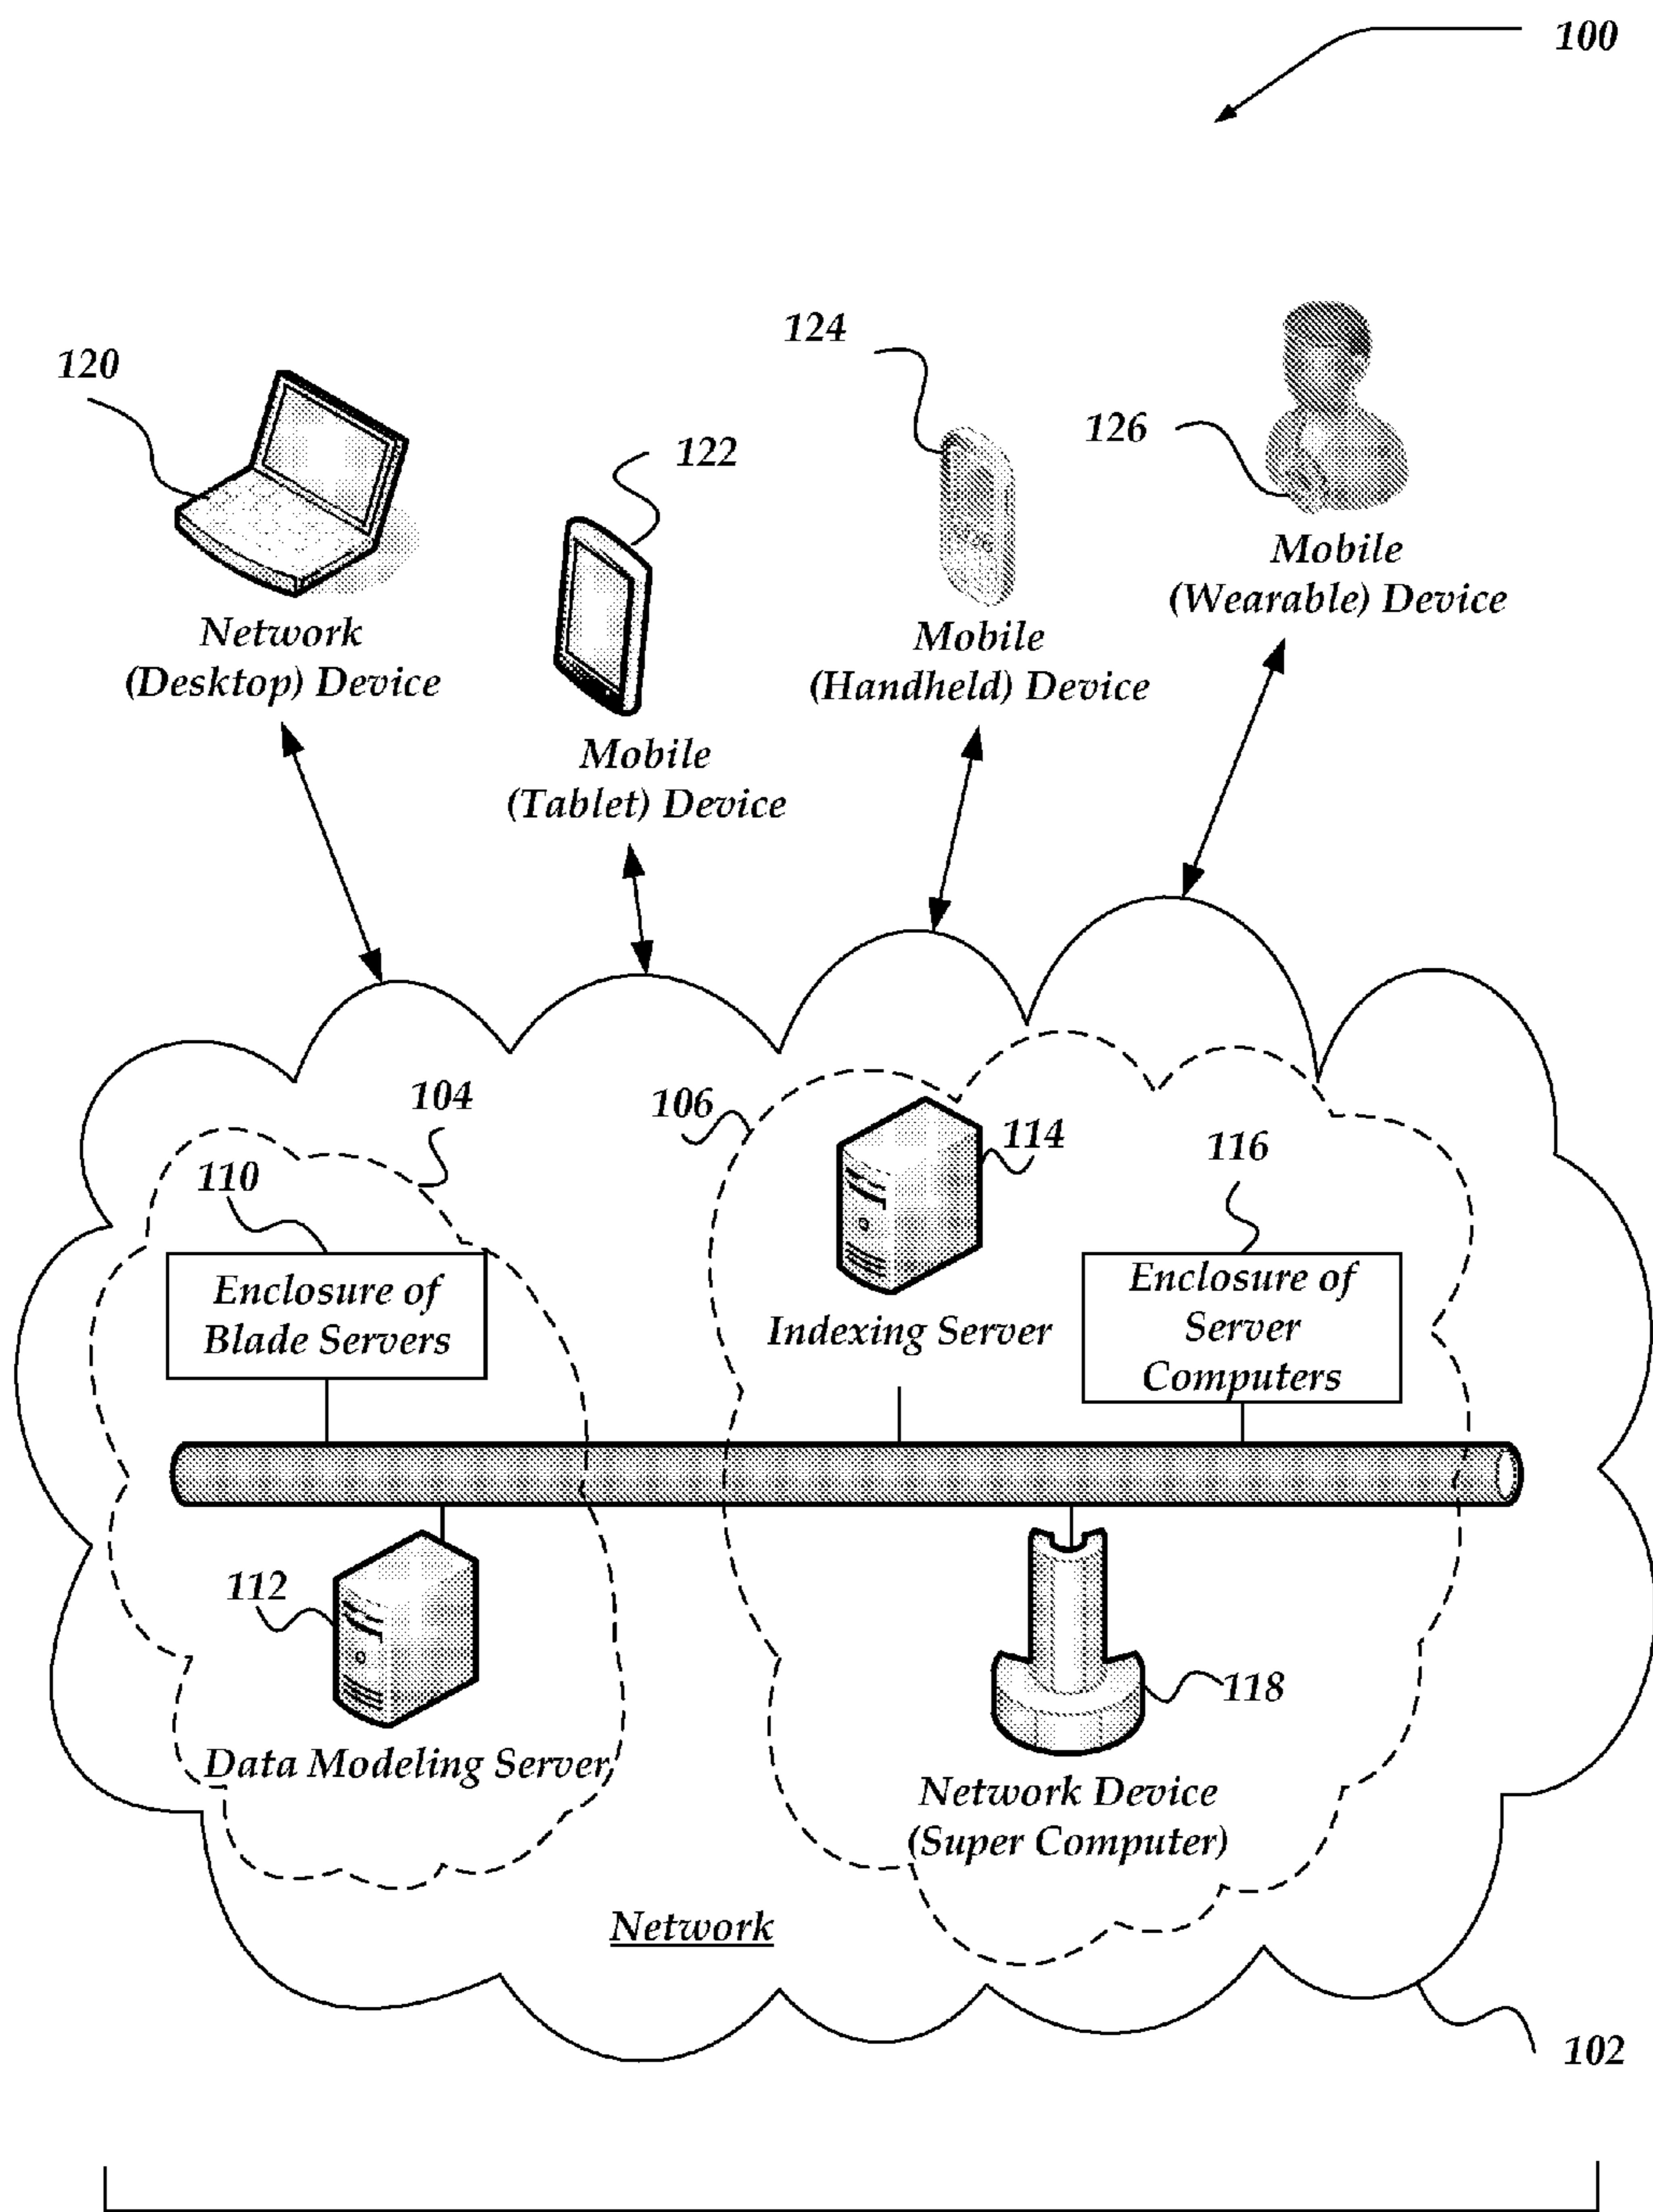 100
124
120
126
122
Mobile
(Wearable) Device
Network
(Desktop) Device
Mobile
(Handheld) Device
Mobile
(Tablet) Device
104
106
114
116
110
Enclosure of
Blade Servers
Indexing Server
Enclosure of
Server
Computers
112
118
Data Modeling Server
Network Device
(Super Computer)
Network
102